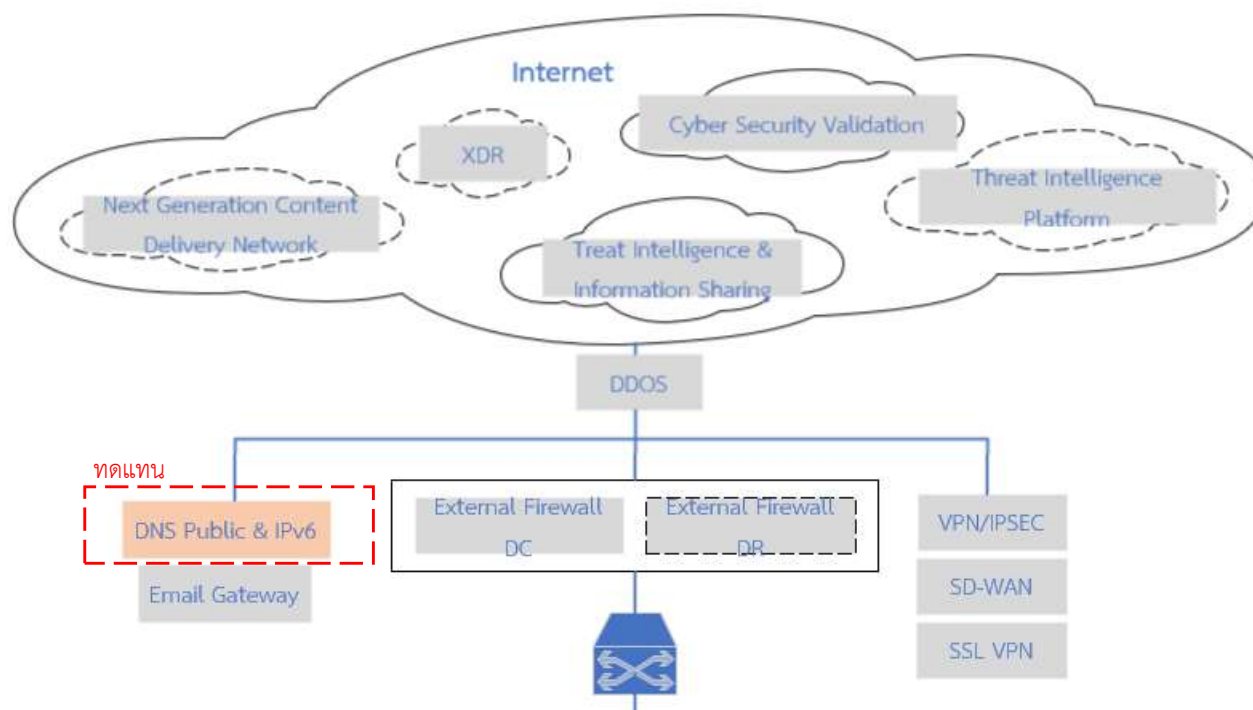 Internet
Cyber Security Validation
XDR
Threat Intelligence
Platform
Next Generation Content
Delivery Network
Treat Intelligence &
Information Sharing
DDOS
ทดแทน
DNS Public & IPv6
External Firewall
DC
External Firewall
DR
VPN/IPSEC
Email Gateway
SD-WAN
SSL VPN